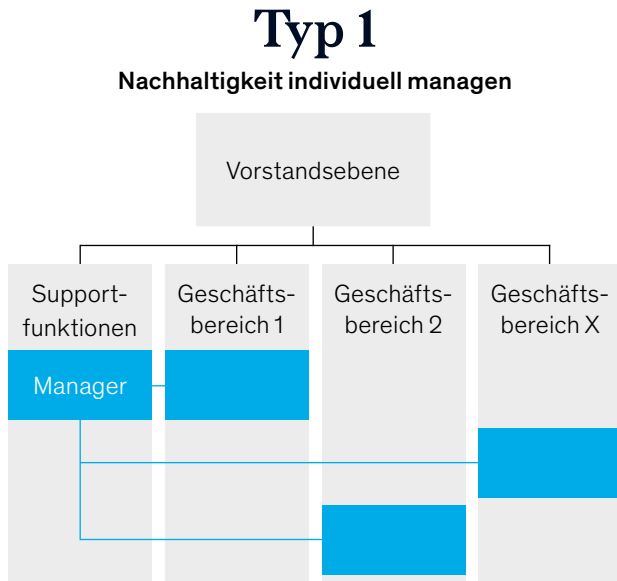 Typ 1
Nachhaltigkeit individuell managen
Vorstandsebene
Support-
funktionen
Geschäfts-
bereich 1
Geschäfts-
bereich 2
Geschäfts-
bereich X
Manager